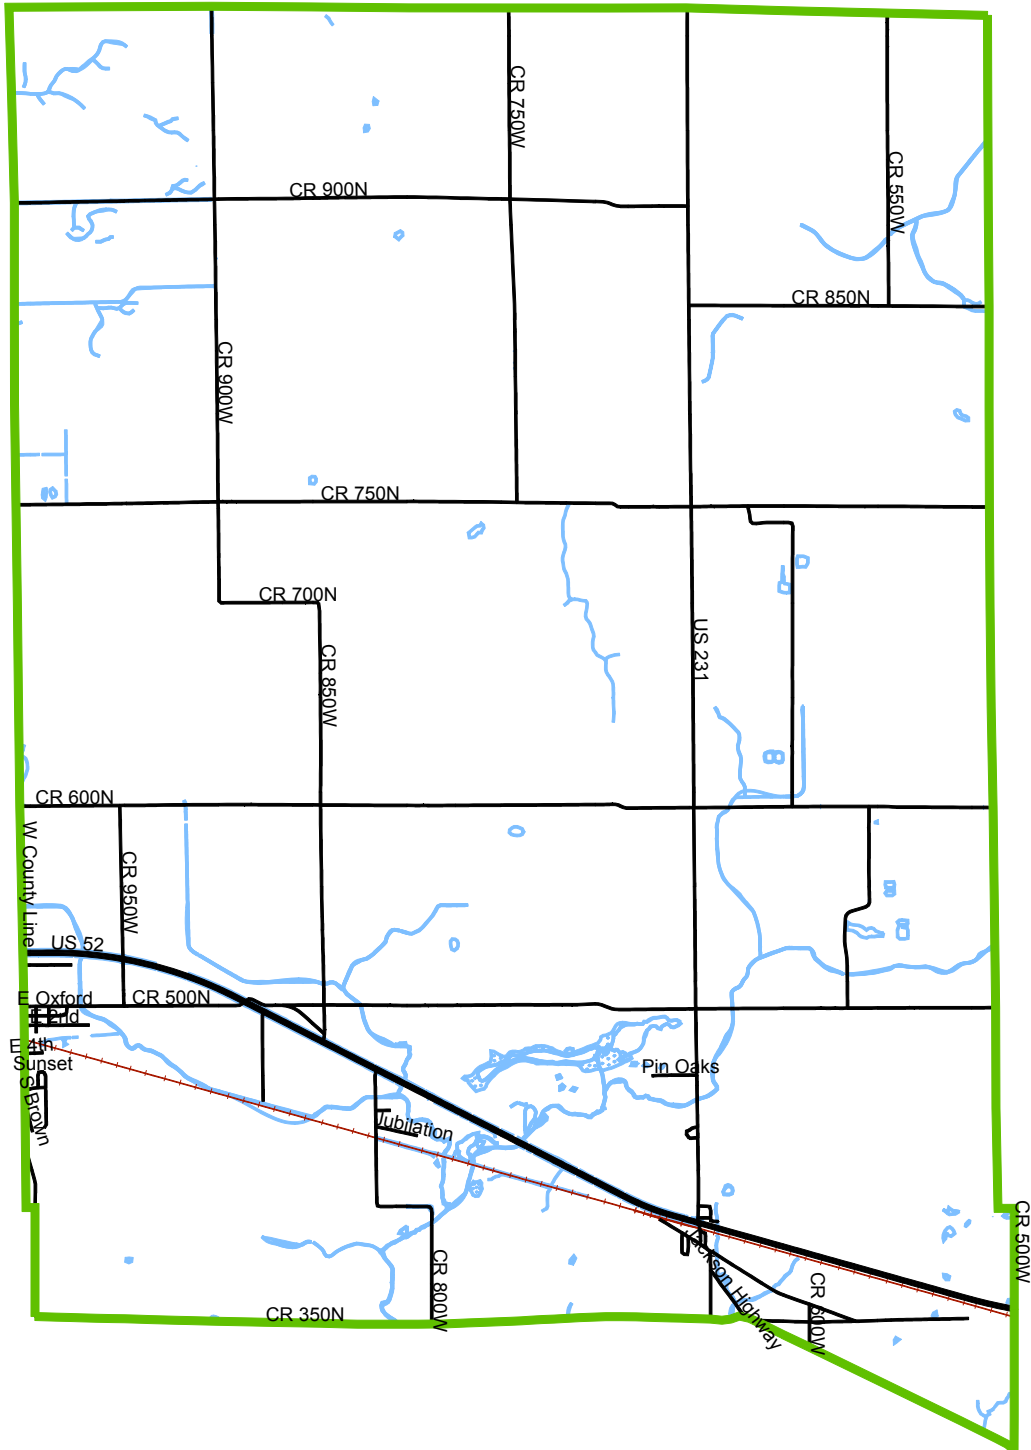 CR 750W
CR 550W
CR 900N
CR 850N
CR 900W
CR 750N
CR 700N
US 231
CR 850W
CR 600N
W County Line
CR 950W
US 52
E Oxford
CR 500N
E 2nd
E 4th
Sunset
Pin Oaks
S Brown
Jubilation
CR 500W
Jackson Highway
CR 800W
CR 600W
CR 350N